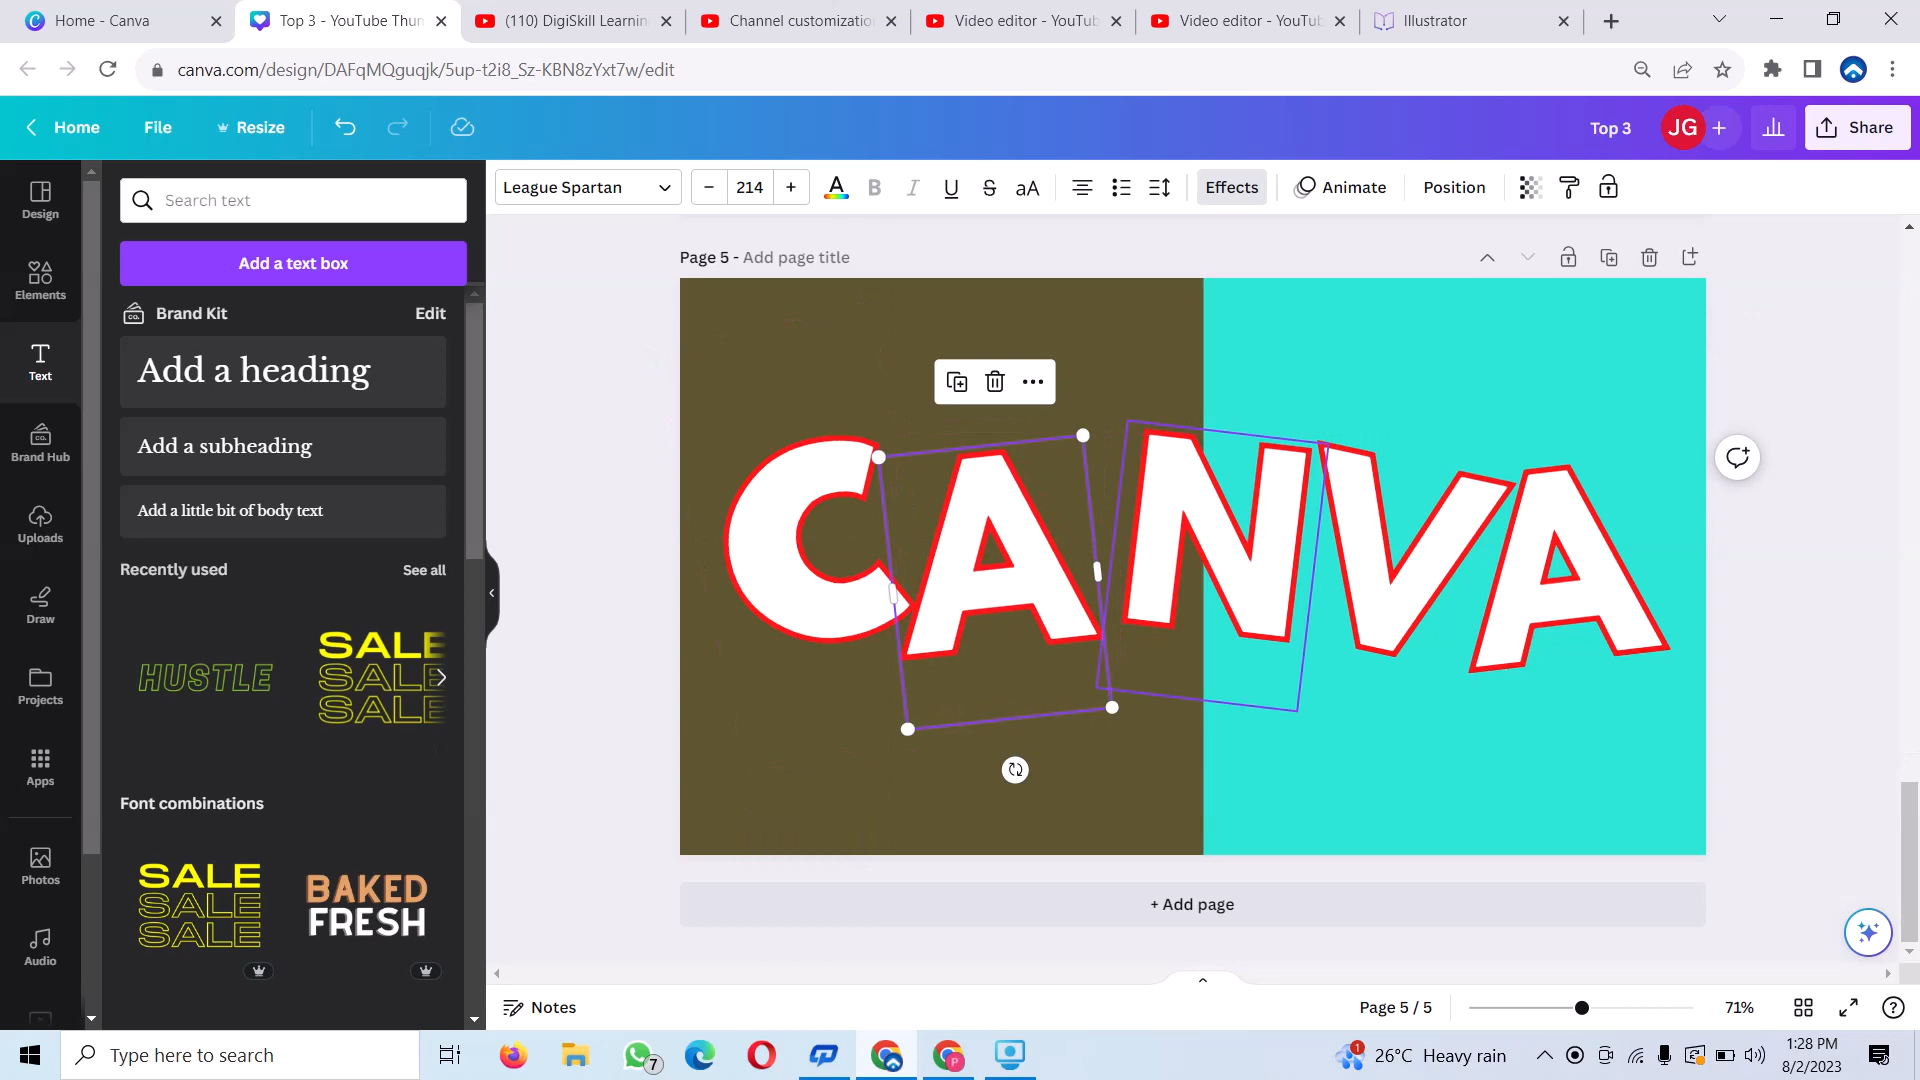 Home - Canva
Top 3 - YouTube Thun
(110) DigiSkill Learnin
Channel customizatio
Video editor - YouTub
Video editor - YouTub
Illustrator
canva.com/design/DAFqMQguqjk/5up-t2i8_Sz-KBN8zYxt7w/edit
Home
File
Resize
Top 3
JG
Share
Design
Elements
Text
Brand Hub
Uploads
Draw
Projects
Apps
Photos
Audio
Search text
Add a text box
Brand Kit
Edit
Add a heading
Add a subheading
Add a little bit of body text
Recently used
See all
HUSTLE
SALE
SALE
SALE
Font combinations
SALE
SALE
SALE
BAKED
FRESH
League Spartan
214
Effects
Animate
Position
Page 5 - Add page title
CANVA
+ Add page
Notes
Page 5 / 5
71%
Type here to search
7
1
26°C Heavy rain
1:28 PM
8/2/2023